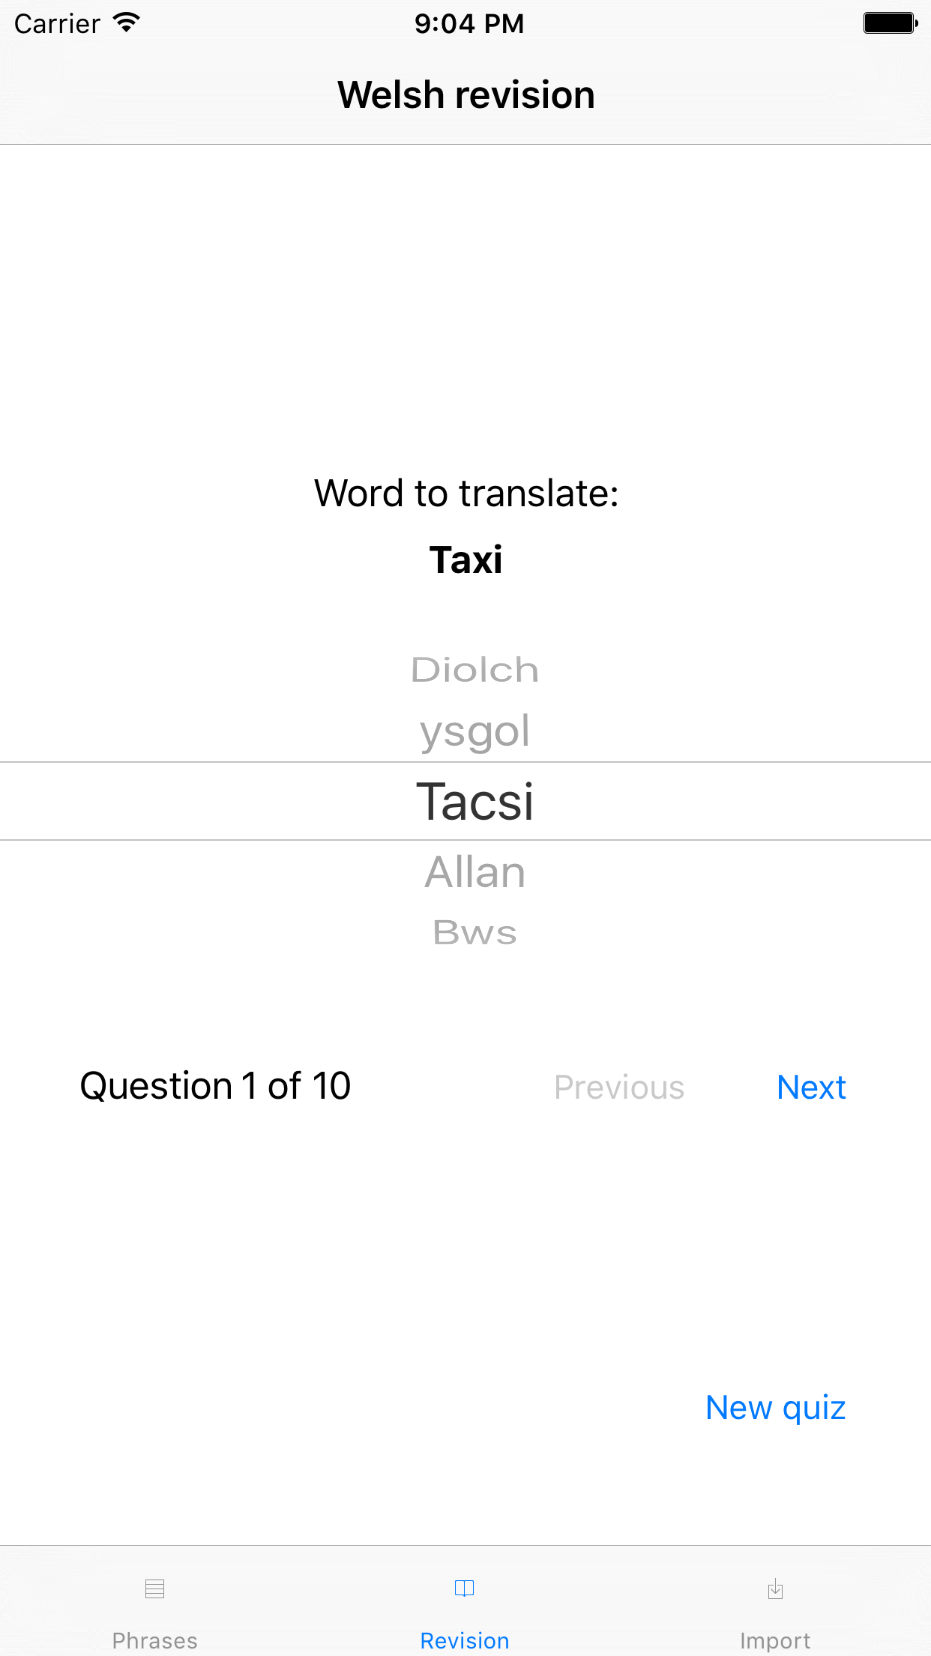 Carrier 9:04 PM
Welsh revision
Word to translate:
Taxi
Diolch
ysgol
Tacsi
Allan
Bws
Question 1 of 10 Previous Next
New quiz
Phrases Revision Import